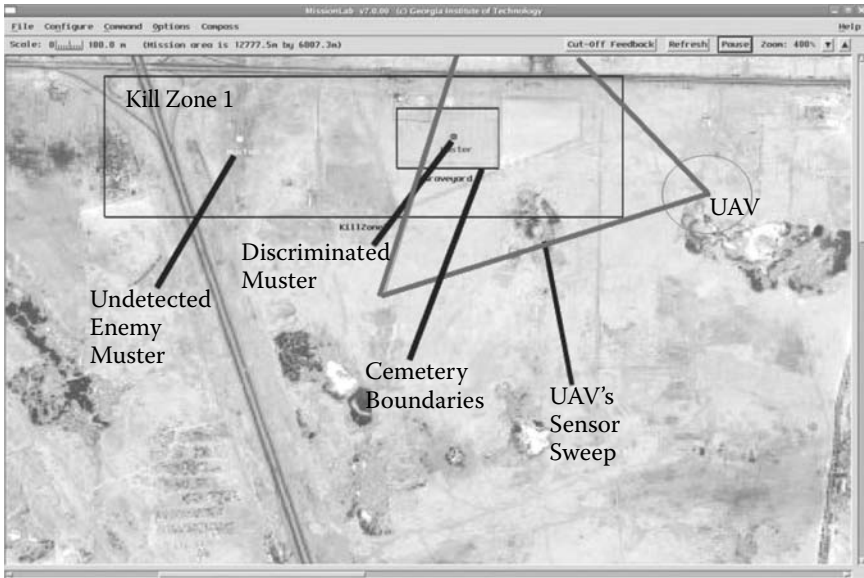 MissionLab v7.0.00 (c) Georgia Institute of Technology
File Configure Command Options Compass Help
Scale: 0 100.0 m (Mission area is 12777.5m by 6807.3m) Cut-Off Feedback Refresh Pause Zoom: 400%
Kill Zone 1
Muster
Graveyard
KillZone
UAV
Discriminated
Muster
Undetected
Enemy
Muster
Cemetery
Boundaries
UAV's
Sensor
Sweep